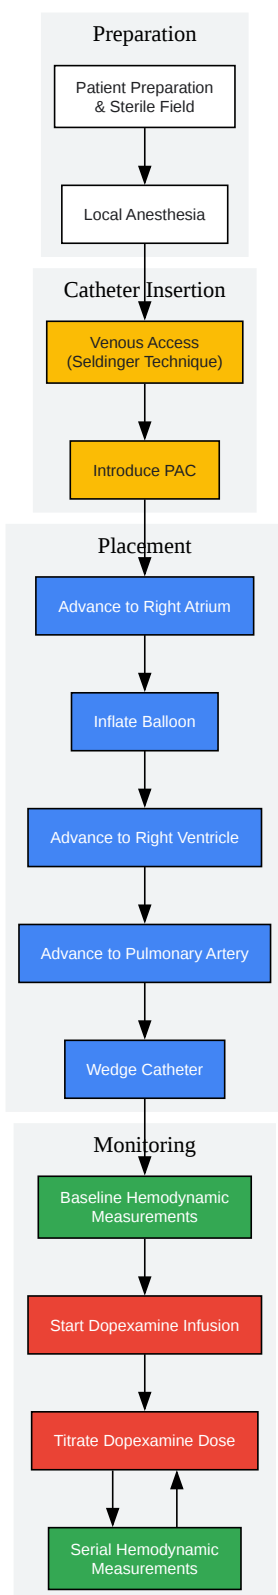 Preparation
Patient Preparation
& Sterile Field
Local Anesthesia
Catheter Insertion
Venous Access
(Seldinger Technique)
Introduce PAC
Placement
Advance to Right Atrium
Inflate Balloon
Advance to Right Ventricle
Advance to Pulmonary Artery
Wedge Catheter
Monitoring
Baseline Hemodynamic
Measurements
Start Dopexamine Infusion
Titrate Dopexamine Dose
Serial Hemodynamic
Measurements